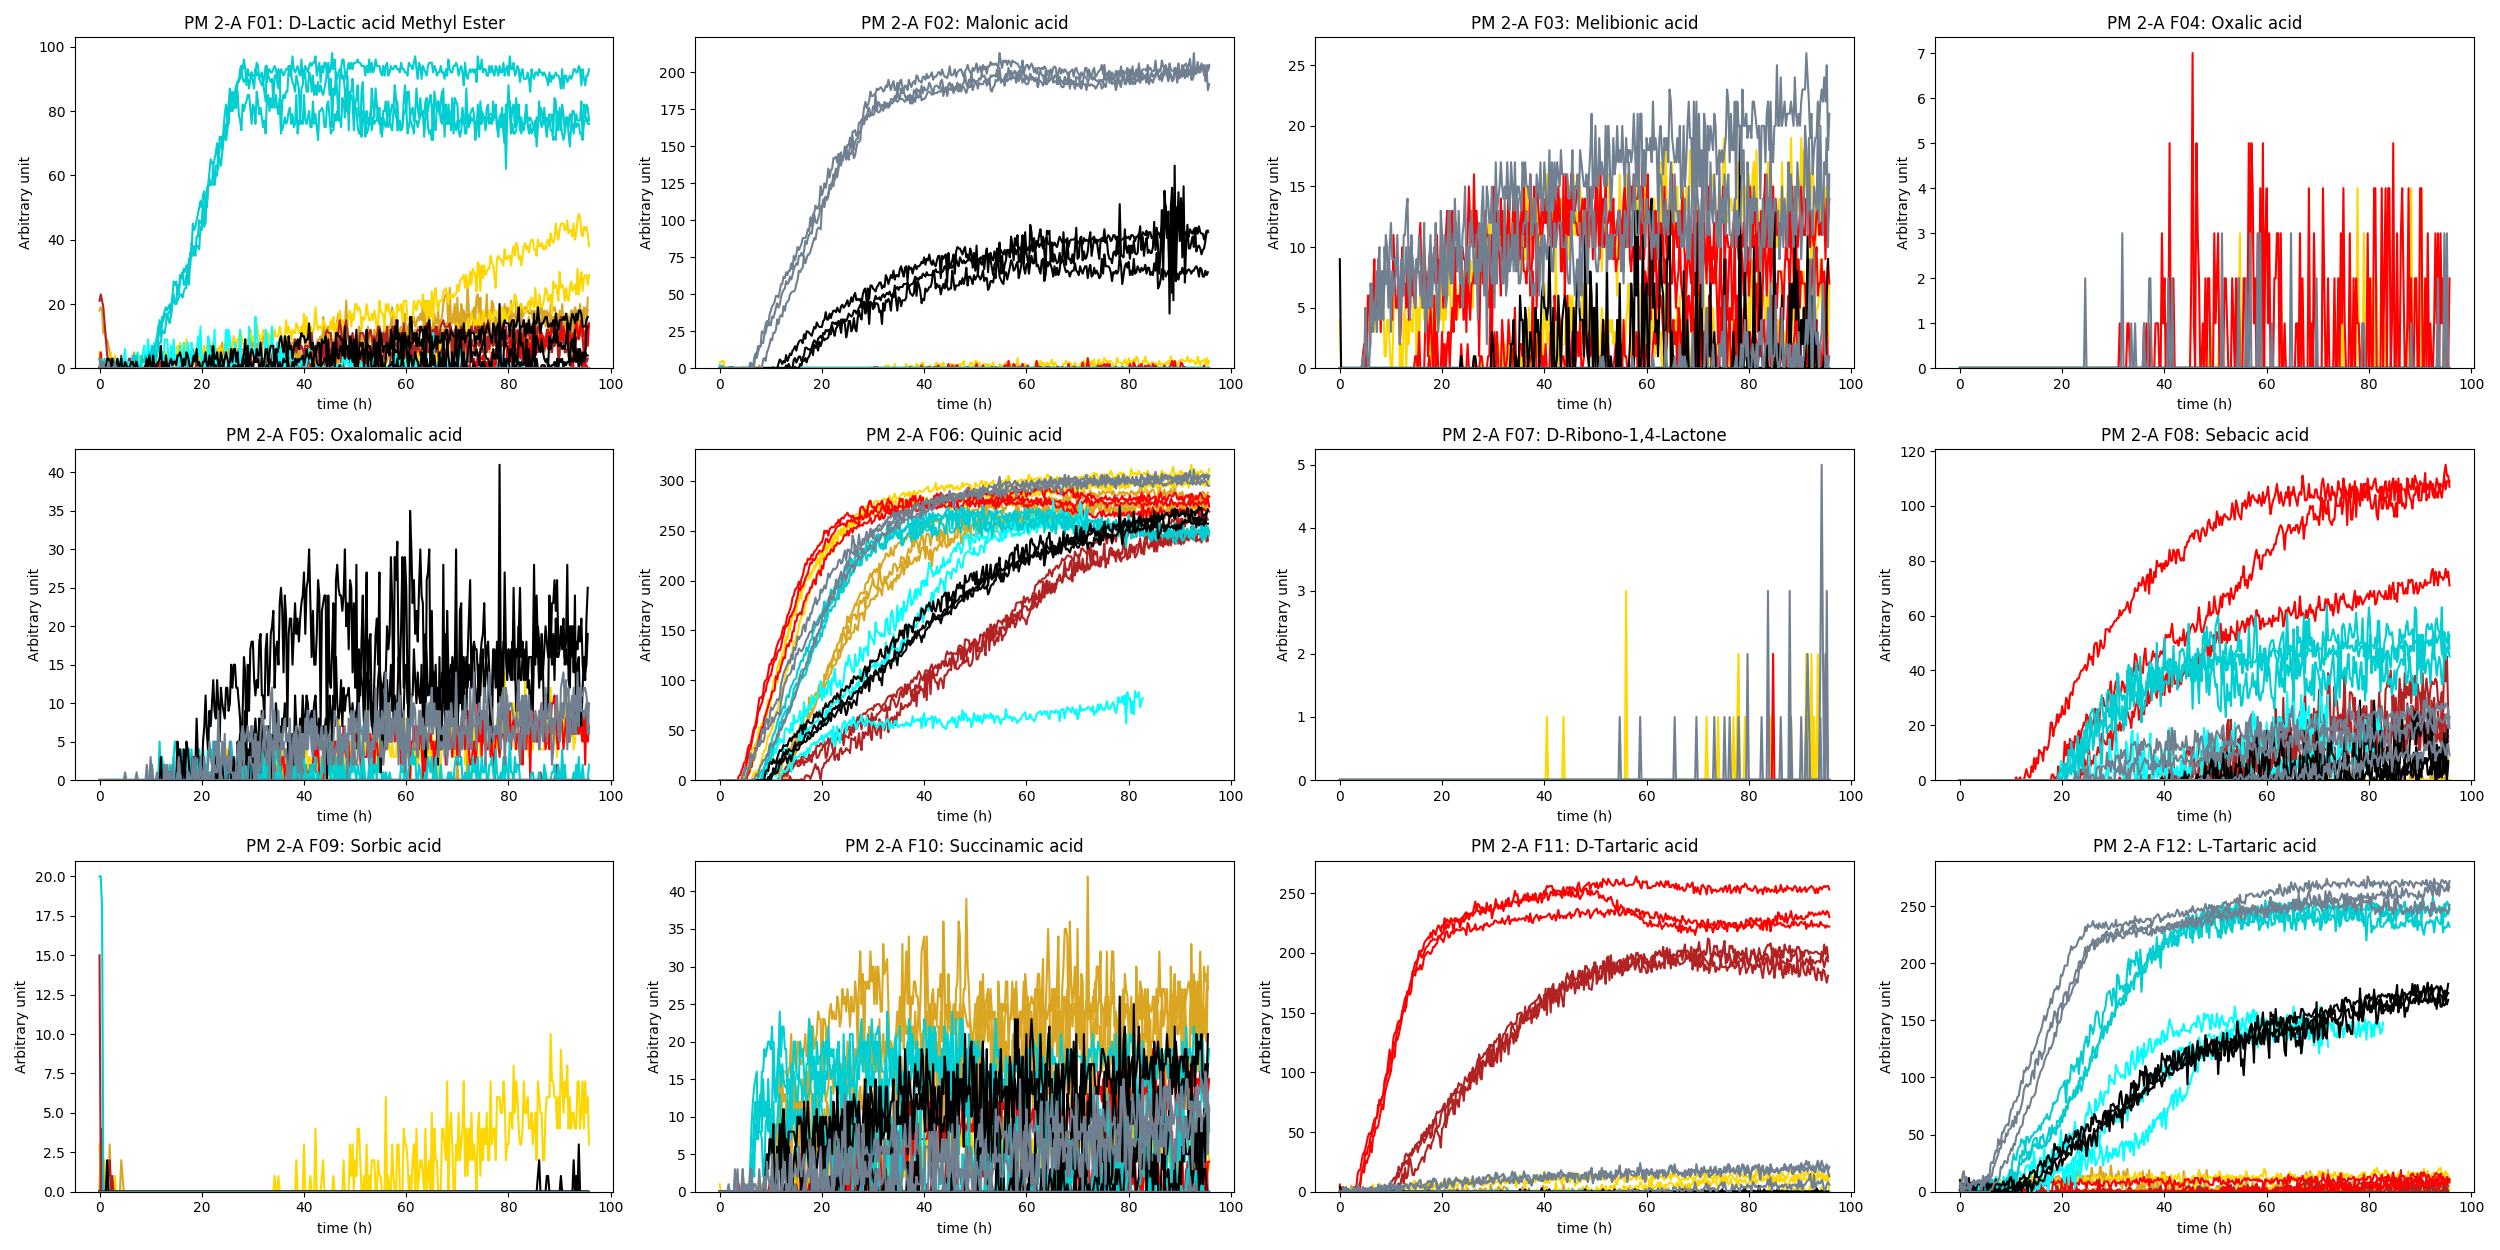 PM 2-A F01: D-Lactic acid Methyl Ester
Arbitrary unit
100
80
60
40
20
0
0 20 40 60 80 100
time (h)
PM 2-A F02: Malonic acid
Arbitrary unit
200
175
150
125
100
75
50
25
0
0 20 40 60 80 100
time (h)
PM 2-A F03: Melibionic acid
Arbitrary unit
25
20
15
10
5
0
0 20 40 60 80 100
time (h)
PM 2-A F04: Oxalic acid
Arbitrary unit
7
6
5
4
3
2
1
0
0 20 40 60 80 100
time (h)
PM 2-A F05: Oxalomalic acid
Arbitrary unit
40
35
30
25
20
15
10
5
0
0 20 40 60 80 100
time (h)
PM 2-A F06: Quinic acid
Arbitrary unit
300
250
200
150
100
50
0
0 20 40 60 80 100
time (h)
PM 2-A F07: D-Ribono-1,4-Lactone
Arbitrary unit
5
4
3
2
1
0
0 20 40 60 80 100
time (h)
PM 2-A F08: Sebacic acid
Arbitrary unit
120
100
80
60
40
20
0
0 20 40 60 80 100
time (h)
PM 2-A F09: Sorbic acid
Arbitrary unit
20.0
17.5
15.0
12.5
10.0
7.5
5.0
2.5
0.0
0 20 40 60 80 100
time (h)
PM 2-A F10: Succinamic acid
Arbitrary unit
40
35
30
25
20
15
10
5
0
0 20 40 60 80 100
time (h)
PM 2-A F11: D-Tartaric acid
Arbitrary unit
250
200
150
100
50
0
0 20 40 60 80 100
time (h)
PM 2-A F12: L-Tartaric acid
Arbitrary unit
250
200
150
100
50
0
0 20 40 60 80 100
time (h)